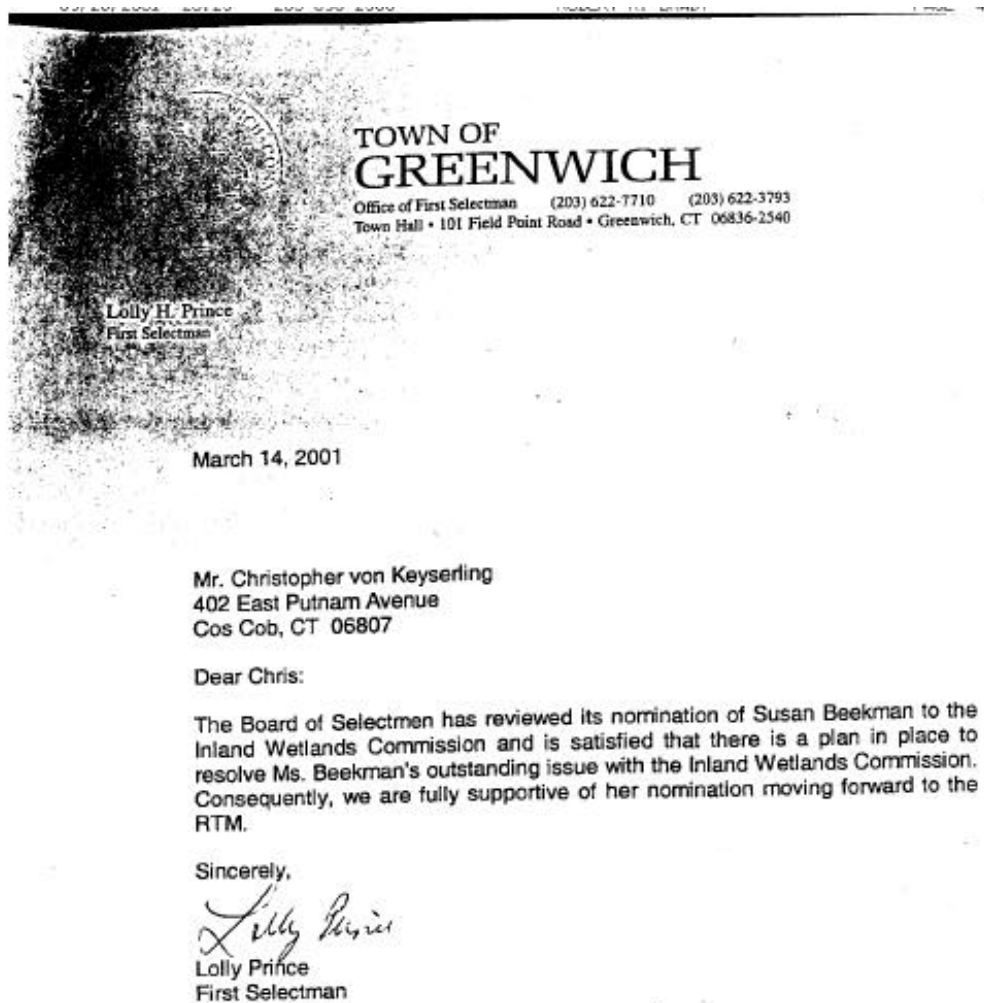 TOWN OF
GREENWICH
Office of First Selectman (203) 622-7710 (203) 622-3793
Town Hall • 101 Field Point Road • Greenwich, CT 06836-2540
Lolly H. Prince
First Selectman
March 14, 2001
Mr. Christopher von Keyserling
402 East Putnam Avenue
Cos Cob, CT 06807
Dear Chris:
The Board of Selectmen has reviewed its nomination of Susan Beekman to the
Inland Wetlands Commission and is satisfied that there is a plan in place to
resolve Ms. Beekman's outstanding issue with the Inland Wetlands Commission.
Consequently, we are fully supportive of her nomination moving forward to the
RTM.
Sincerely,
Lolly Prince
Lolly Prince
First Selectman